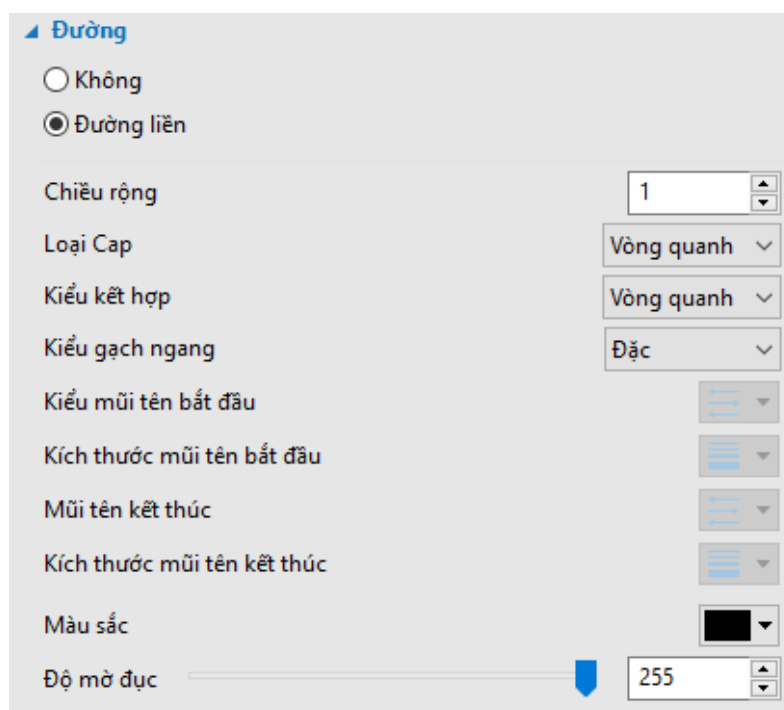 Đường
Không
Đường liền
Chiều rộng 1
Loại Cap Vòng quanh
Kiểu kết hợp Vòng quanh
Kiểu gạch ngang Đặc
Kiểu mũi tên bắt đầu
Kích thước mũi tên bắt đầu
Mũi tên kết thúc
Kích thước mũi tên kết thúc
Màu sắc
Độ mờ đục 255